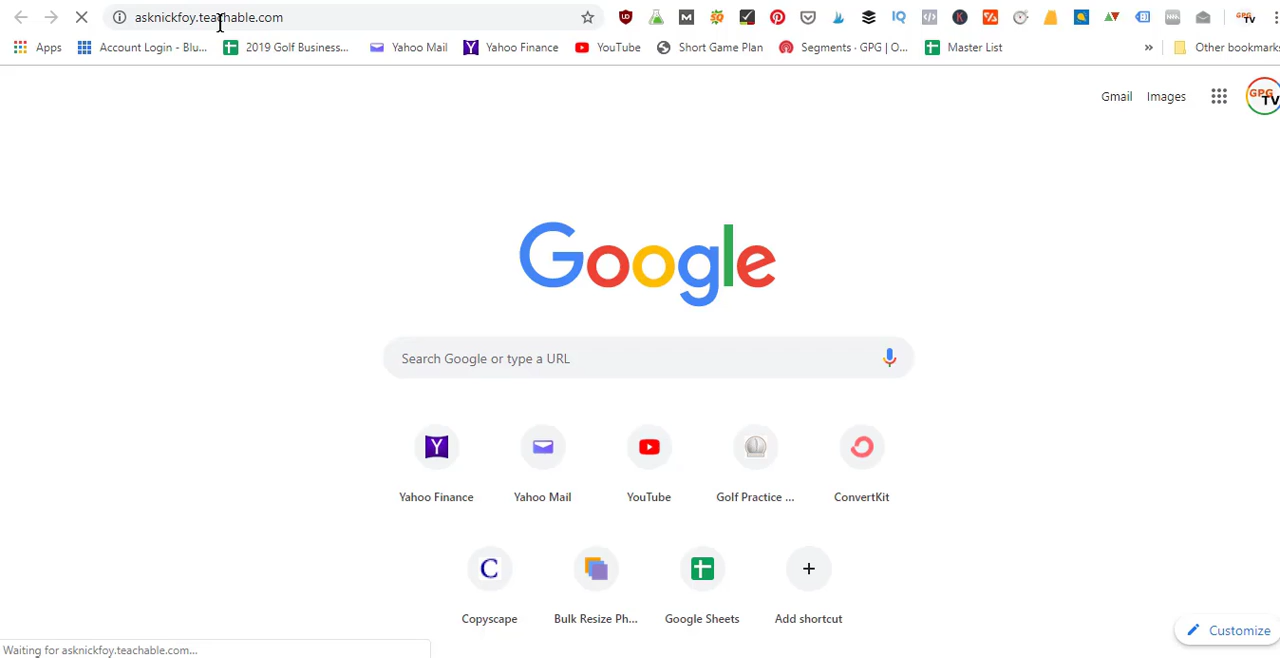 asknickfoy.teachable.com
Apps Account Login - Blu... 2019 Golf Business... Yahoo Mail Yahoo Finance YouTube Short Game Plan Segments · GPG | O... Master List » Other bookmarks
Gmail Images GPG TV
Google
Search Google or type a URL
Yahoo Finance Yahoo Mail YouTube Golf Practice ... ConvertKit
Copyscape Bulk Resize Ph... Google Sheets Add shortcut
Customize
Waiting for asknickfoy.teachable.com...